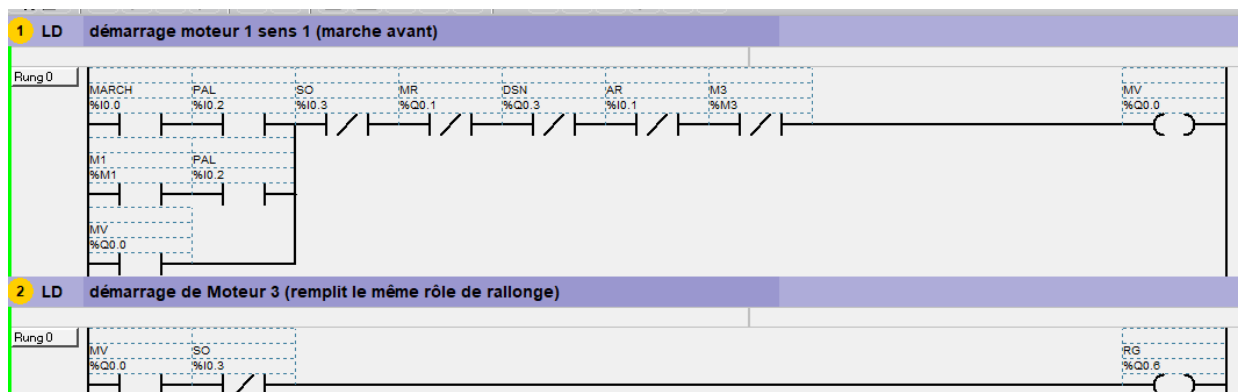 1 LD démarrage moteur 1 sens 1 (marche avant)
Rung 0
MARCH PAL SO MR DSN AR M3 MV
%I0.0 %I0.2 %I0.3 %Q0.1 %Q0.3 %I0.1 %M3 %Q0.0
M1 PAL
%M1 %I0.2
MV
%Q0.0
2 LD démarrage de Moteur 3 (remplit le même rôle de rallonge)
Rung 0
MV SO RG
%Q0.0 %I0.3 %Q0.6